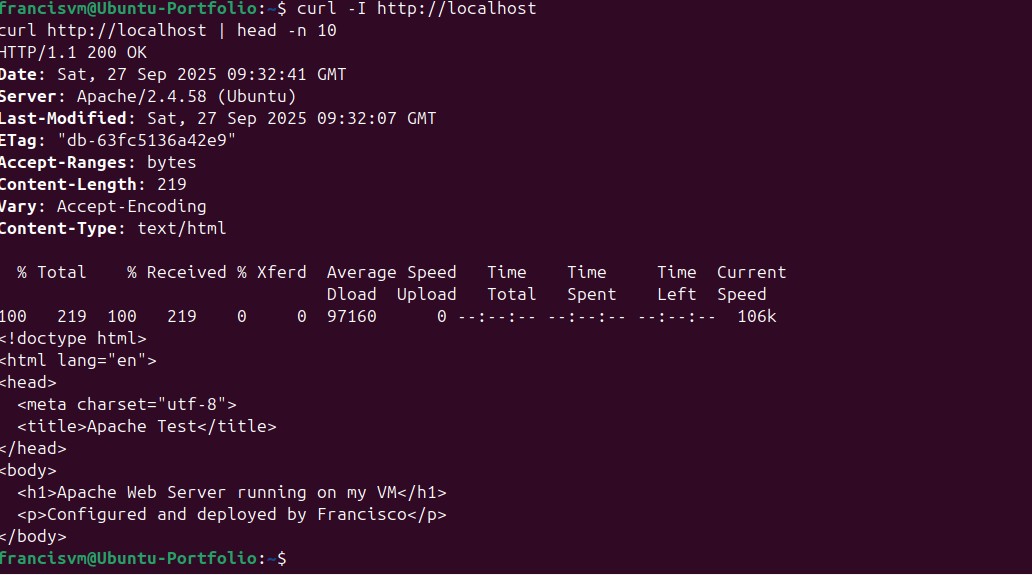 francisvm@Ubuntu-Portfolio:~$ curl -I http://localhost
curl http://localhost | head -n 10
HTTP/1.1 200 OK
Date: Sat, 27 Sep 2025 09:32:41 GMT
Server: Apache/2.4.58 (Ubuntu)
Last-Modified: Sat, 27 Sep 2025 09:32:07 GMT
ETag: "db-63fc5136a42e9"
Accept-Ranges: bytes
Content-Length: 219
Vary: Accept-Encoding
Content-Type: text/html

  % Total    % Received % Xferd  Average Speed   Time    Time     Time  Current
                                 Dload  Upload   Total   Spent    Left  Speed
100   219  100   219    0     0  97160      0 --:--:-- --:--:-- --:--:--  106k
<!doctype html>
<html lang="en">
<head>
  <meta charset="utf-8">
  <title>Apache Test</title>
</head>
<body>
  <h1>Apache Web Server running on my VM</h1>
  <p>Configured and deployed by Francisco</p>
</body>
francisvm@Ubuntu-Portfolio:~$